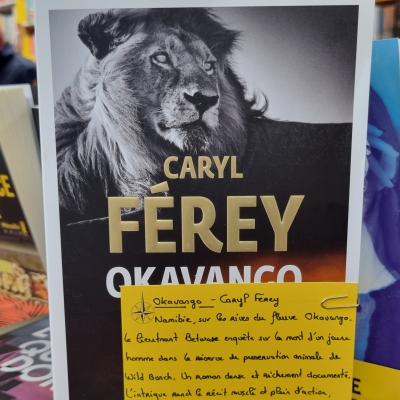 CARYL
FÉREY
OKAVANGO
Okavango - Caryl Férey
Namibie, sur les rives du fleuve Okavango.
Le lieutenant Betwase enquête sur la mort d'un jeune
homme dans la réserve de préservation animale de
Wild Bunch. Un roman dense et richement documenté,
L'intrigue rend le récit musclé et plein d'action,